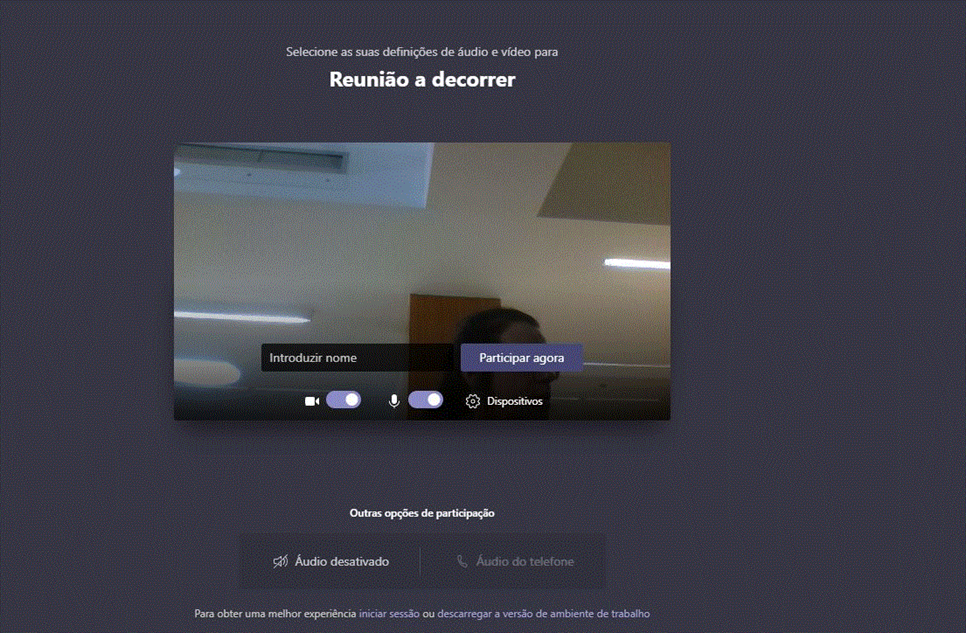 Selecione as suas definições de áudio e vídeo para
Reunião a decorrer
Introduzir nome
Participar agora
Dispositivos
Outras opções de participação
Áudio desativado
Áudio do telefone
Para obter uma melhor experiência iniciar sessão ou descarregar a versão de ambiente de trabalho